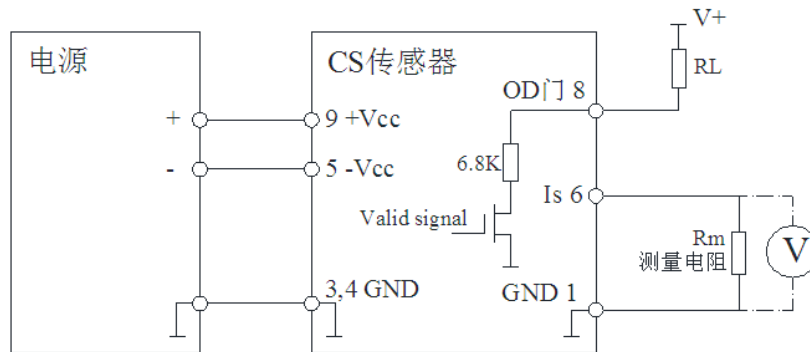 电源
CS传感器
V+
RL
OD门 8
+
9 +Vcc
-
5 -Vcc
6.8K
Is 6
Valid signal
Rm
测量电阻
V
3,4 GND
GND 1